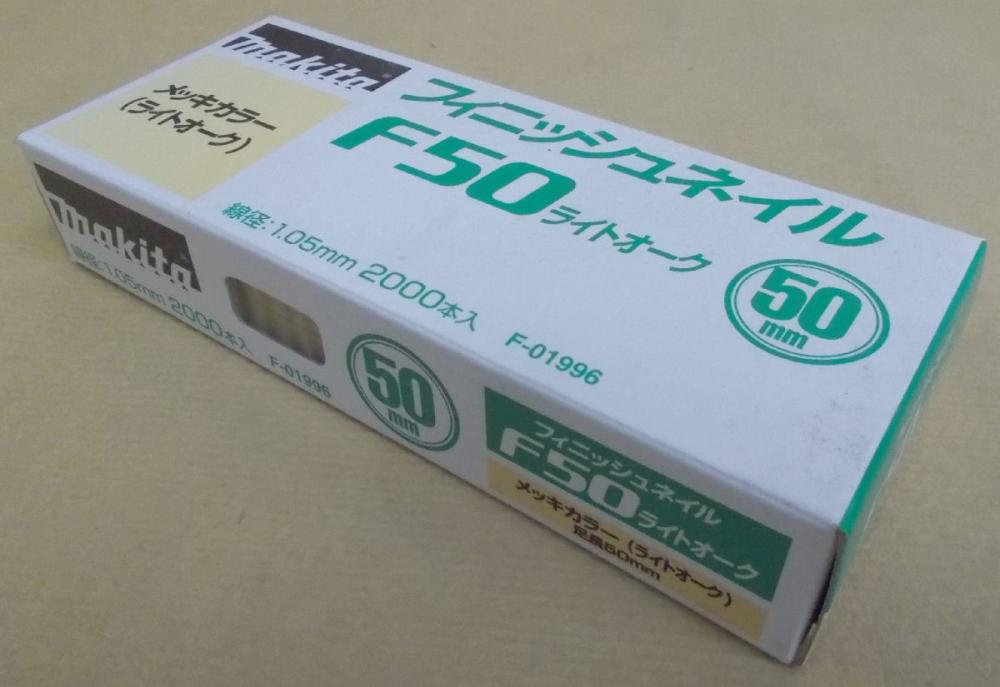 makita
メッキカラー
(ライトオーク)
フィニッシュネイル
F50 ライトオーク
線径:1.05mm 2000本入
F-01996
50
mm
makita
線径:1.05mm 2000本入
F-01996
50
mm
フィニッシュネイル
F50 ライトオーク
メッキカラー (ライトオーク)
足長50mm